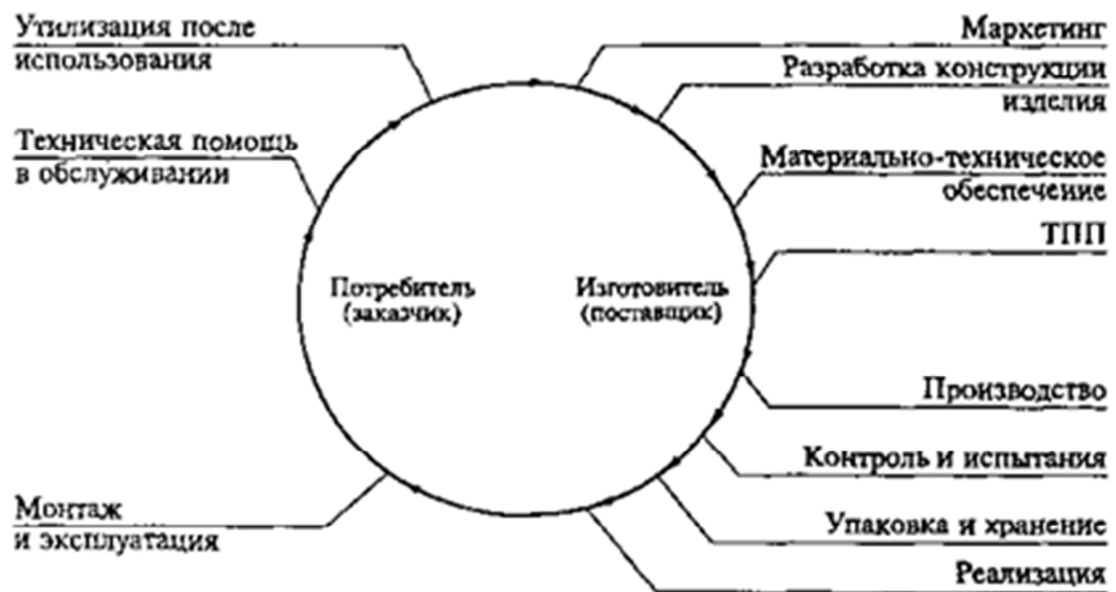 Утилизация после
использования
Техническая помощь
в обслуживании
Монтаж
и эксплуатация
Потребитель
(заказчик)
Изготовитель
(поставщик)
Маркетинг
Разработка конструкции
изделия
Материально-техническое
обеспечение
ТПП
Производство
Контроль и испытания
Упаковка и хранение
Реализация